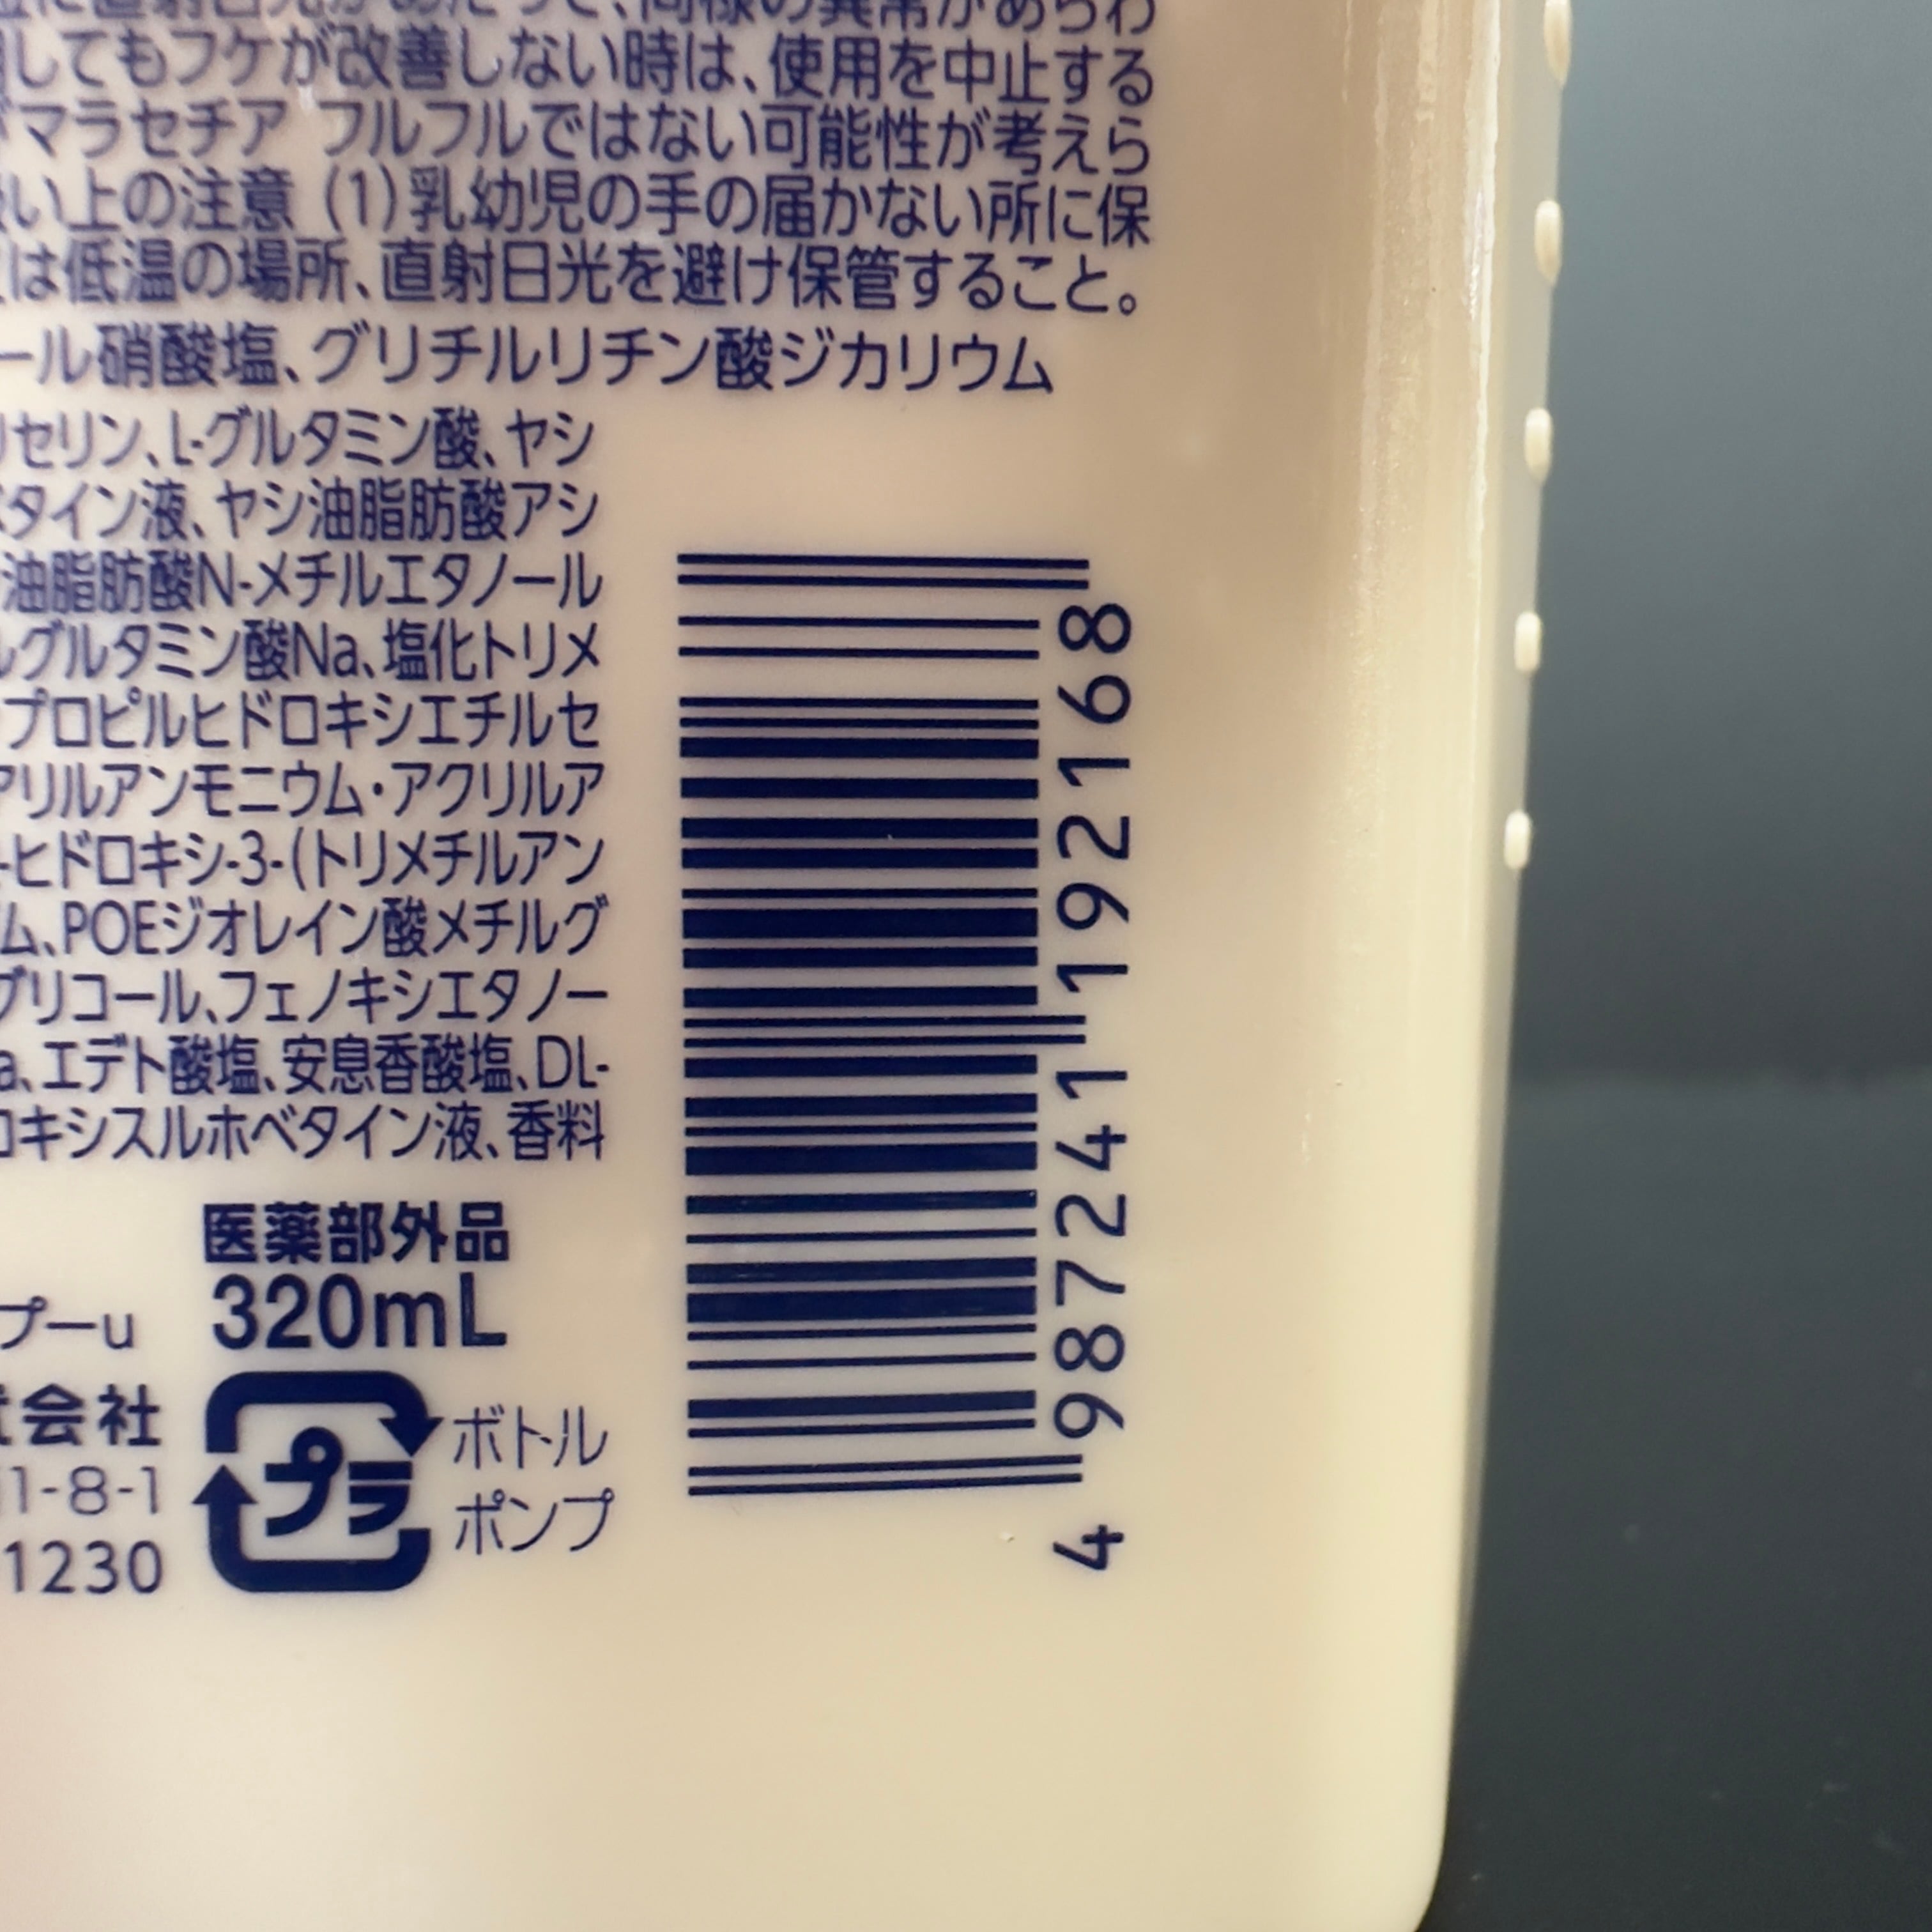 してもフケが改善しない時は、使用を中止する
マラセチア フルフルではない可能性が考えら
い上の注意 (1)乳幼児の手の届かない所に保
は低温の場所、直射日光を避け保管すること。
ール硝酸塩、グリチルリチン酸ジカリウム
セリン、L-グルタミン酸、ヤシ
タイン液、ヤシ油脂肪酸アシ
油脂肪酸N-メチルエタノール
グルタミン酸Na、塩化トリメ
プロピルヒドロキシエチルセ
アリルアンモニウム・アクリルア
-ヒドロキシ-3-(トリメチルアン
ム、POEジオレイン酸メチルグ
グリコール、フェノキシエタノー
a、エデト酸塩、安息香酸塩、DL-
ロキシスルホベタイン液、香料
医薬部外品
プーu 320mL
式会社
1-8-1
1230
プラ
ボトル
ポンプ
4 987241 192168